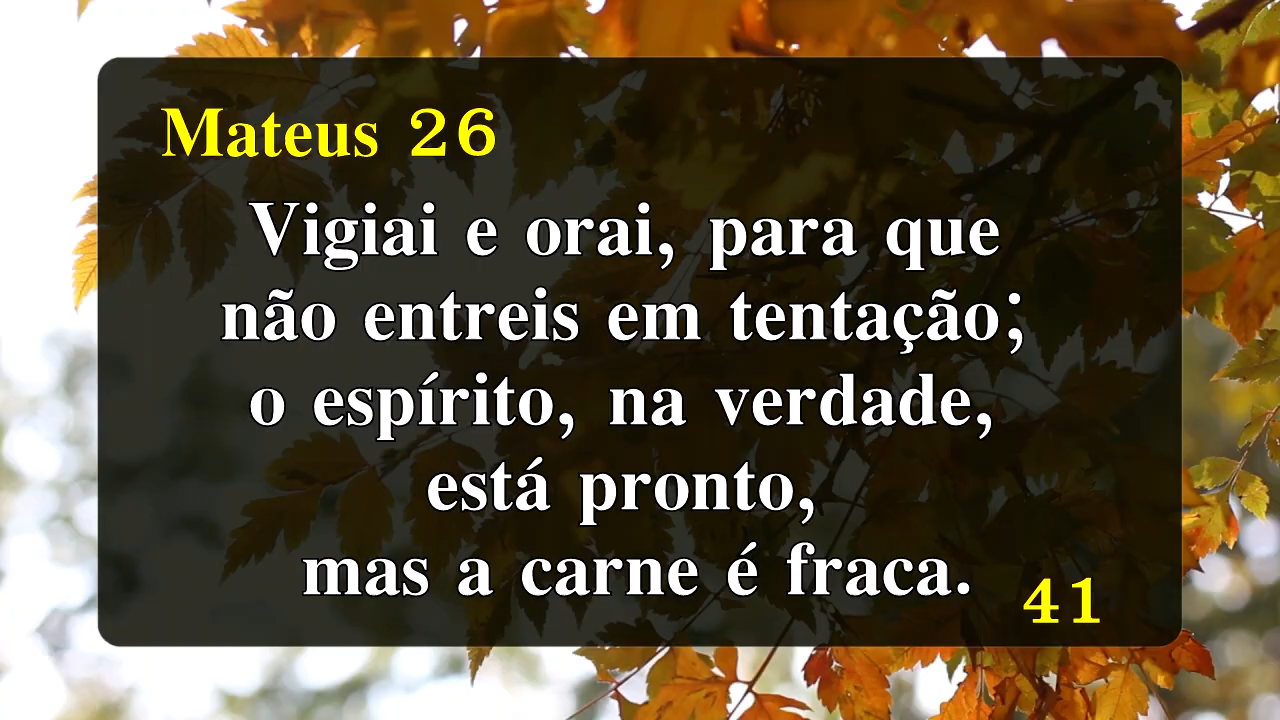 Mateus 26
Vigiai e orai, para que
não entreis em tentação;
o espírito, na verdade,
está pronto,
mas a carne é fraca.
41